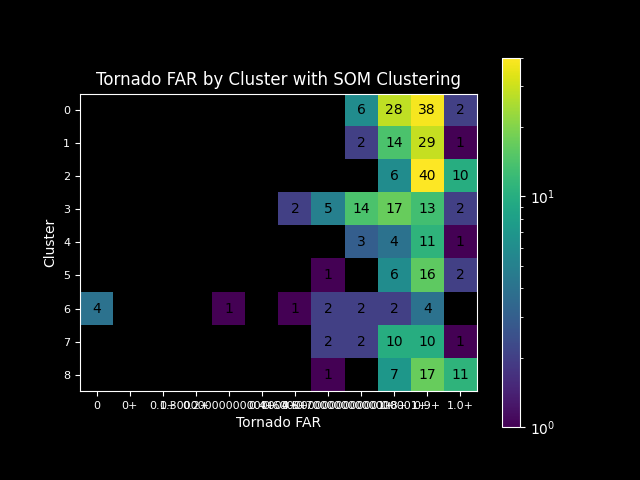 Tornado FAR by Cluster with SOM Clustering
0 6 28 38 2
1 2 14 29 1
2 6 40 10
3 2 5 14 17 13 2
4 3 4 11 1
5 1 6 16 2
6 4 1 1 2 2 2 4
7 2 2 10 10 1
8 1 7 17 11
Cluster
0 0+ 0.9+ 1.0+
Tornado FAR
10¹
10⁰